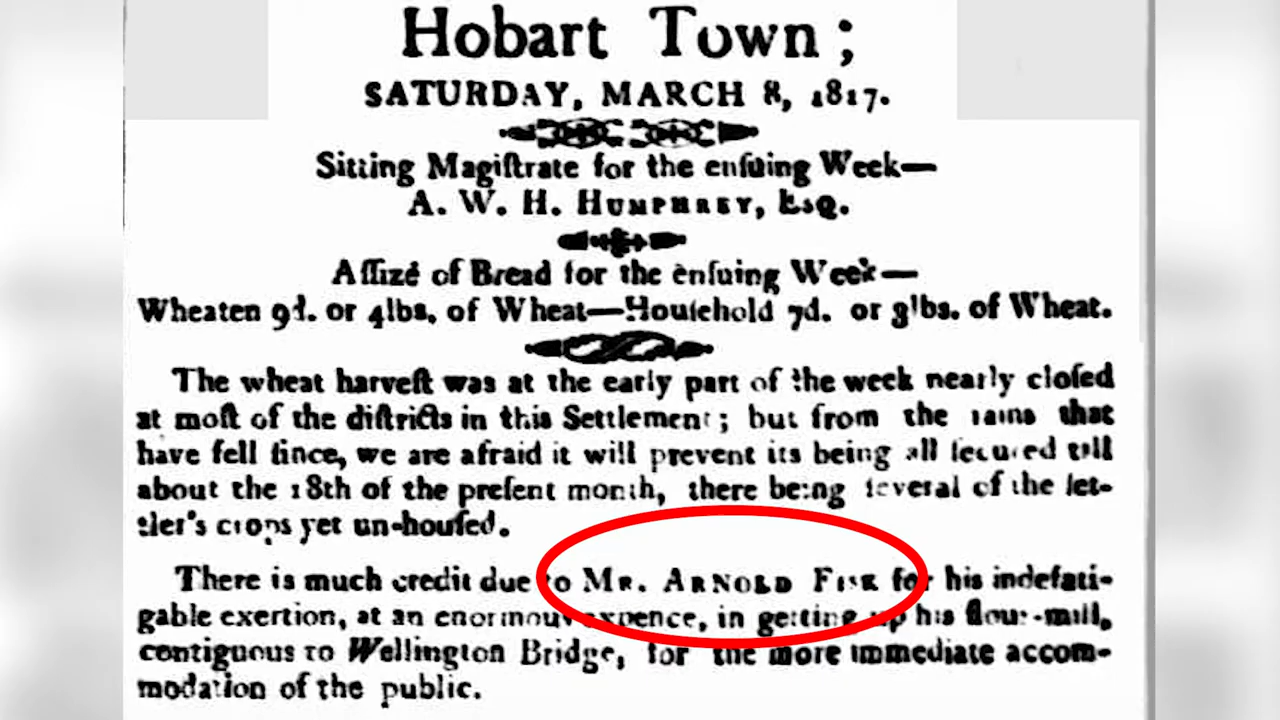 Hobart Town;
SATURDAY, MARCH 8, 1817.
Sitting Magiſtrate for the enſuing Week—
A. W. H. HUMPHREY, ESQ.
Aſſize of Bread for the enſuing Week—
Wheaten 9d. or 4lbs. of Wheat—Houſehold 7d. or 3lbs. of Wheat.
The wheat harveſt was at the early part of the week nearly cloſed
at moſt of the diſtricts in this Settlement; but from the rains that
have fell ſince, we are afraid it will prevent its being all ſecured till
about the 18th of the preſent month, there being ſeveral of the ſet-
tler's crops yet un-houſed.
There is much credit due to MR. ARNOLD FISK for his indefati-
gable exertion, at an enormous expence, in getting up his flour-mill,
contiguous to Wellington Bridge, for the more immediate accom-
modation of the public.